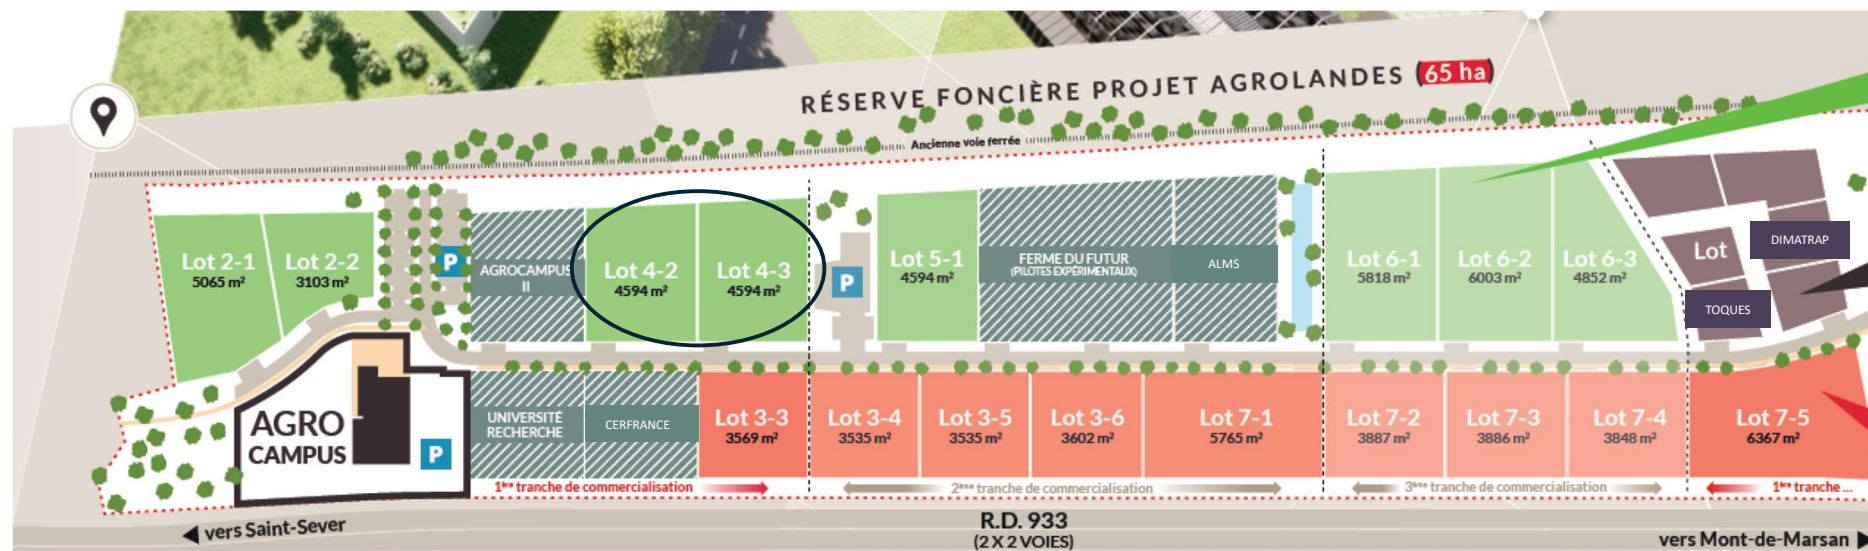 RÉSERVE FONCIÈRE PROJET AGROLANDES (65 ha)
Ancienne voie ferrée
Lot 2-1
5065 m²
Lot 2-2
3103 m²
P
AGROCAMPUS
II
Lot 4-2
4594 m²
Lot 4-3
4594 m²
P
Lot 5-1
4594 m²
FERME DU FUTUR
(PILOTES EXPÉRIMENTAUX)
ALMS
Lot 6-1
5818 m²
Lot 6-2
6003 m²
Lot 6-3
4852 m²
Lot
DIMATRAP
TOQUES
AGRO
CAMPUS
P
UNIVERSITÉ
RECHERCHE
CERFRANCE
Lot 3-3
3569 m²
Lot 3-4
3535 m²
Lot 3-5
3535 m²
Lot 3-6
3602 m²
Lot 7-1
5765 m²
Lot 7-2
3887 m²
Lot 7-3
3886 m²
Lot 7-4
3848 m²
Lot 7-5
6367 m²
1ère tranche de commercialisation
2ème tranche de commercialisation
3ème tranche de commercialisation
1ère tranche ...
vers Saint-Sever
R.D. 933
(2 X 2 VOIES)
vers Mont-de-Marsan